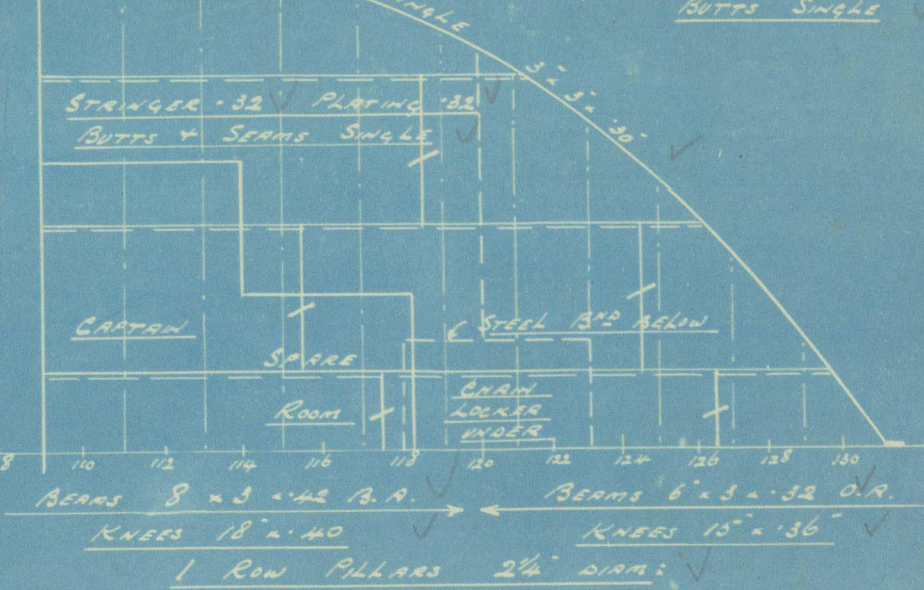 BUTTS SINGLE
3" × 3" × ·30"
STRINGER ·32 PLATING ·32
BUTTS & SEAMS SINGLE
CAPTAIN
STEEL BHD BELOW
SPARE
ROOM
CHAIN
LOCKER
UNDER
8 110 112 114 116 118 120 122 124 126 128 130
BEAMS 8 × 3 × ·42 B.A.
BEAMS 6" × 3 × ·32 O.A.
KNEES 18" × ·40
KNEES 15" × ·36"
1 ROW PILLARS 2¼" DIAM: